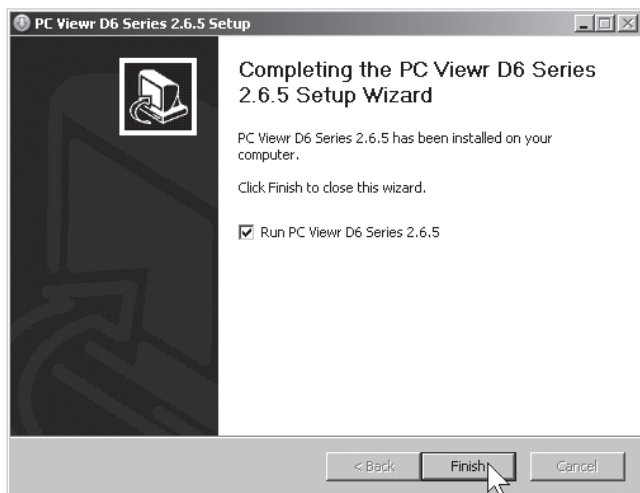 PC Viewr D6 Series 2.6.5 Setup
Completing the PC Viewr D6 Series
2.6.5 Setup Wizard
PC Viewr D6 Series 2.6.5 has been installed on your
computer.
Click Finish to close this wizard.
Run PC Viewr D6 Series 2.6.5
< Back Finish Cancel